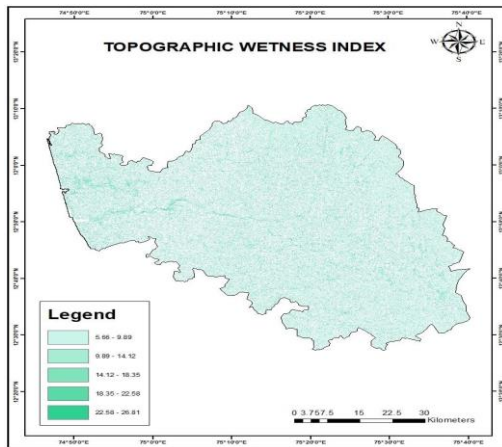 74°50'0"E 75°0'0"E 75°10'0"E 75°20'0"E 75°30'0"E 75°40'0"E
TOPOGRAPHIC WETNESS INDEX
N
W E
S
Legend
5.66 - 9.89
9.89 - 14.12
14.12 - 18.35
18.35 - 22.58
22.58 - 26.81
0 3.75 7.5 15 22.5 30
Kilometers
74°50'0"E 75°0'0"E 75°10'0"E 75°20'0"E 75°30'0"E 75°40'0"E